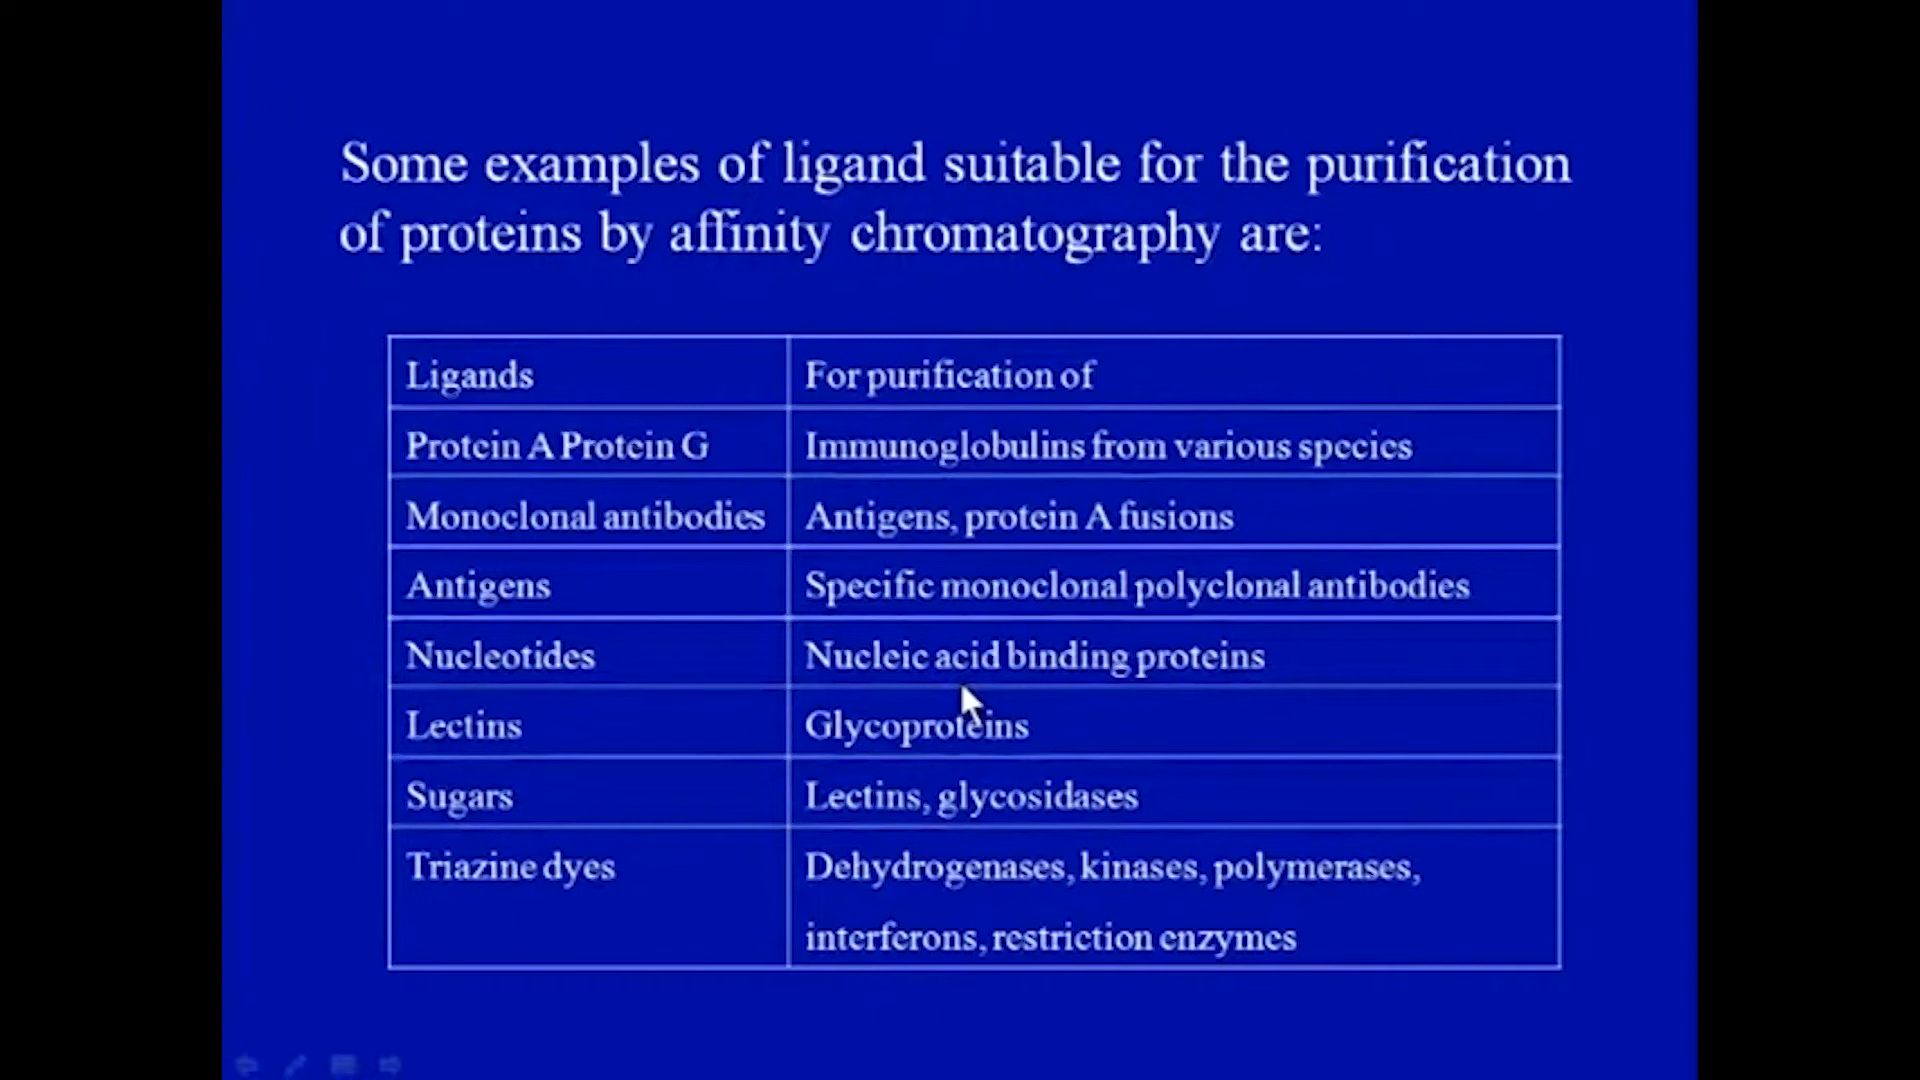 Some examples of ligand suitable for the purification
of proteins by affinity chromatography are:
Ligands For purification of
Protein A Protein G Immunoglobulins from various species
Monoclonal antibodies Antigens, protein A fusions
Antigens Specific monoclonal polyclonal antibodies
Nucleotides Nucleic acid binding proteins
Lectins Glycoproteins
Sugars Lectins, glycosidases
Triazine dyes Dehydrogenases, kinases, polymerases,
interferons, restriction enzymes